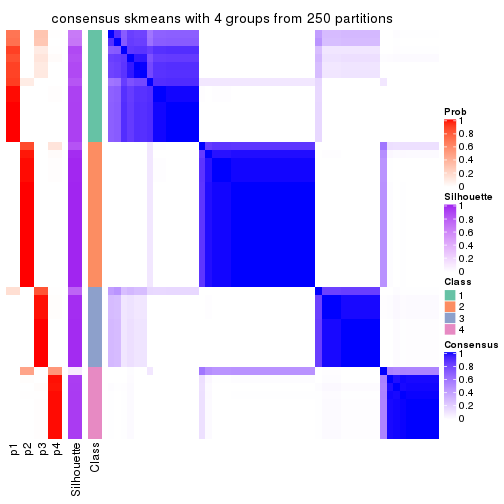 consensus skmeans with 4 groups from 250 partitions
Prob
1
0.8
0.6
0.4
0.2
0
Silhouette
1
0.8
0.6
0.4
0.2
0
Class
1
2
3
4
Consensus
1
0.8
0.6
0.4
0.2
0
p1
p2
p3
p4
Silhouette
Class